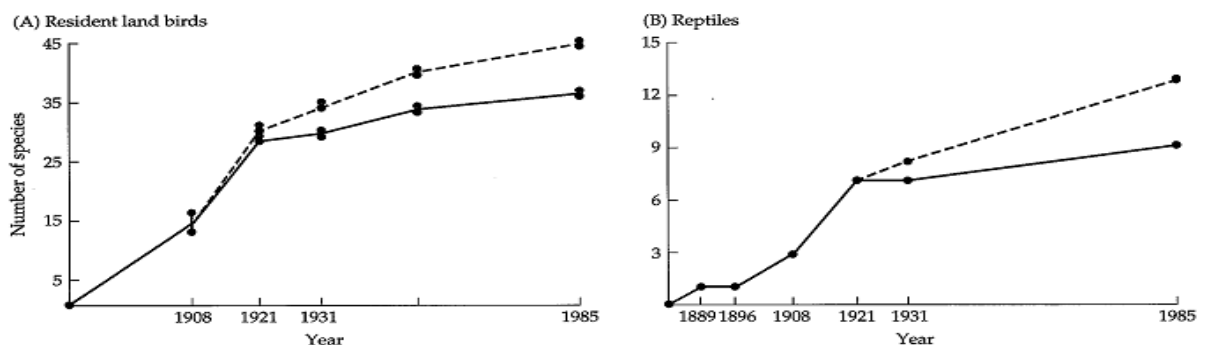 (A) Resident land birds
45
35
25
15
5
Number of species
1908 1921 1931 1985
Year
(B) Reptiles
15
12
9
6
3
1889 1896 1908 1921 1931 1985
Year